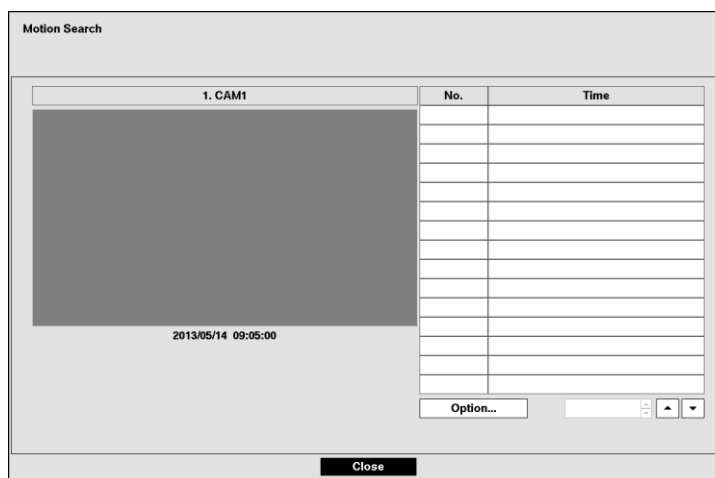 Motion Search
1. CAM1
No. Time
2013/05/14 09:05:00
Option...
Close